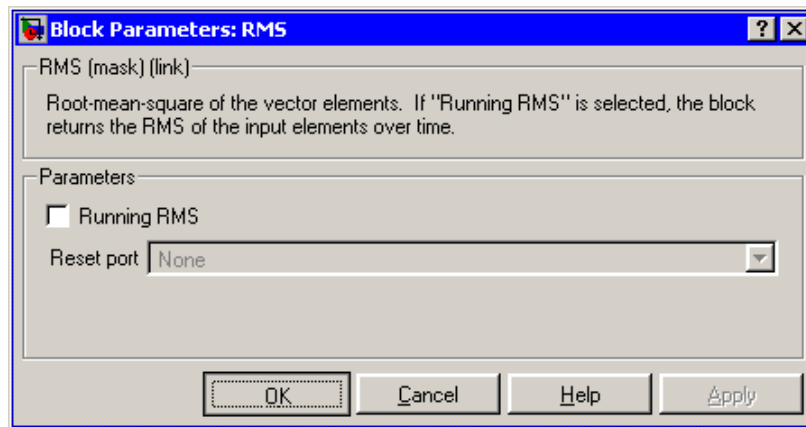 Block Parameters: RMS
RMS (mask) (link)
Root-mean-square of the vector elements.  If "Running RMS" is selected, the block
returns the RMS of the input elements over time.
Parameters
Running RMS
Reset port None
OK Cancel Help Apply